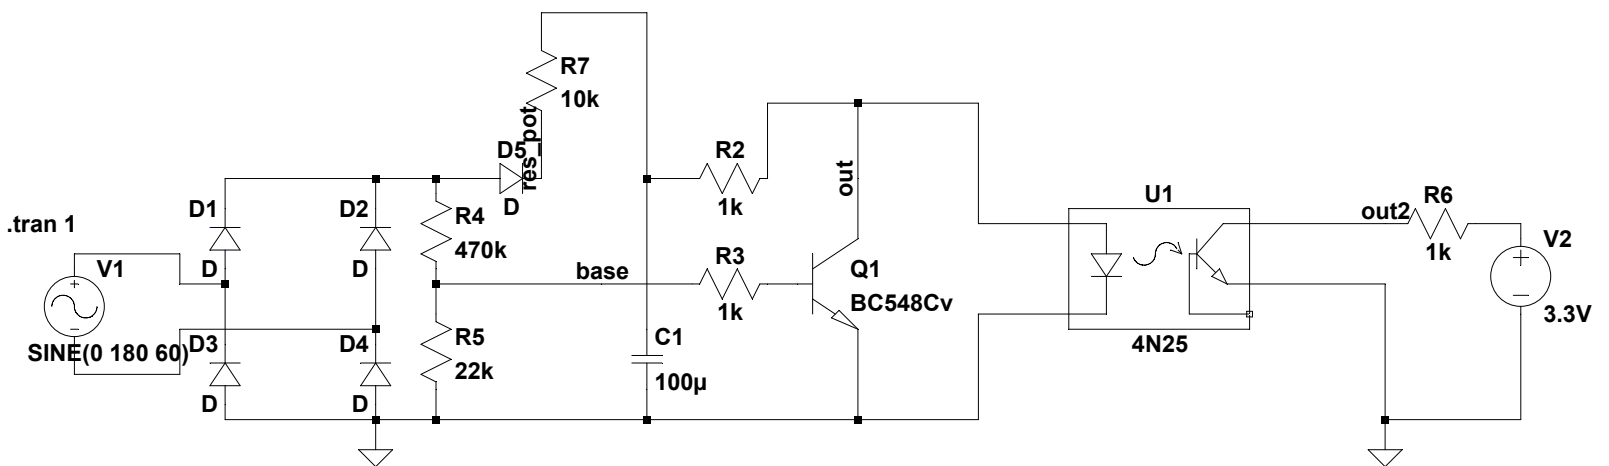 R7
10k
res_pot
D5
D
R2
1k
out
U1
R6
1k
out2
D1
D
D2
D
R4
470k
.tran 1
V1
SINE(0 180 60)
base
R3
1k
Q1
BC548Cv
V2
3.3V
D3
D
D4
D
R5
22k
C1
100µ
4N25